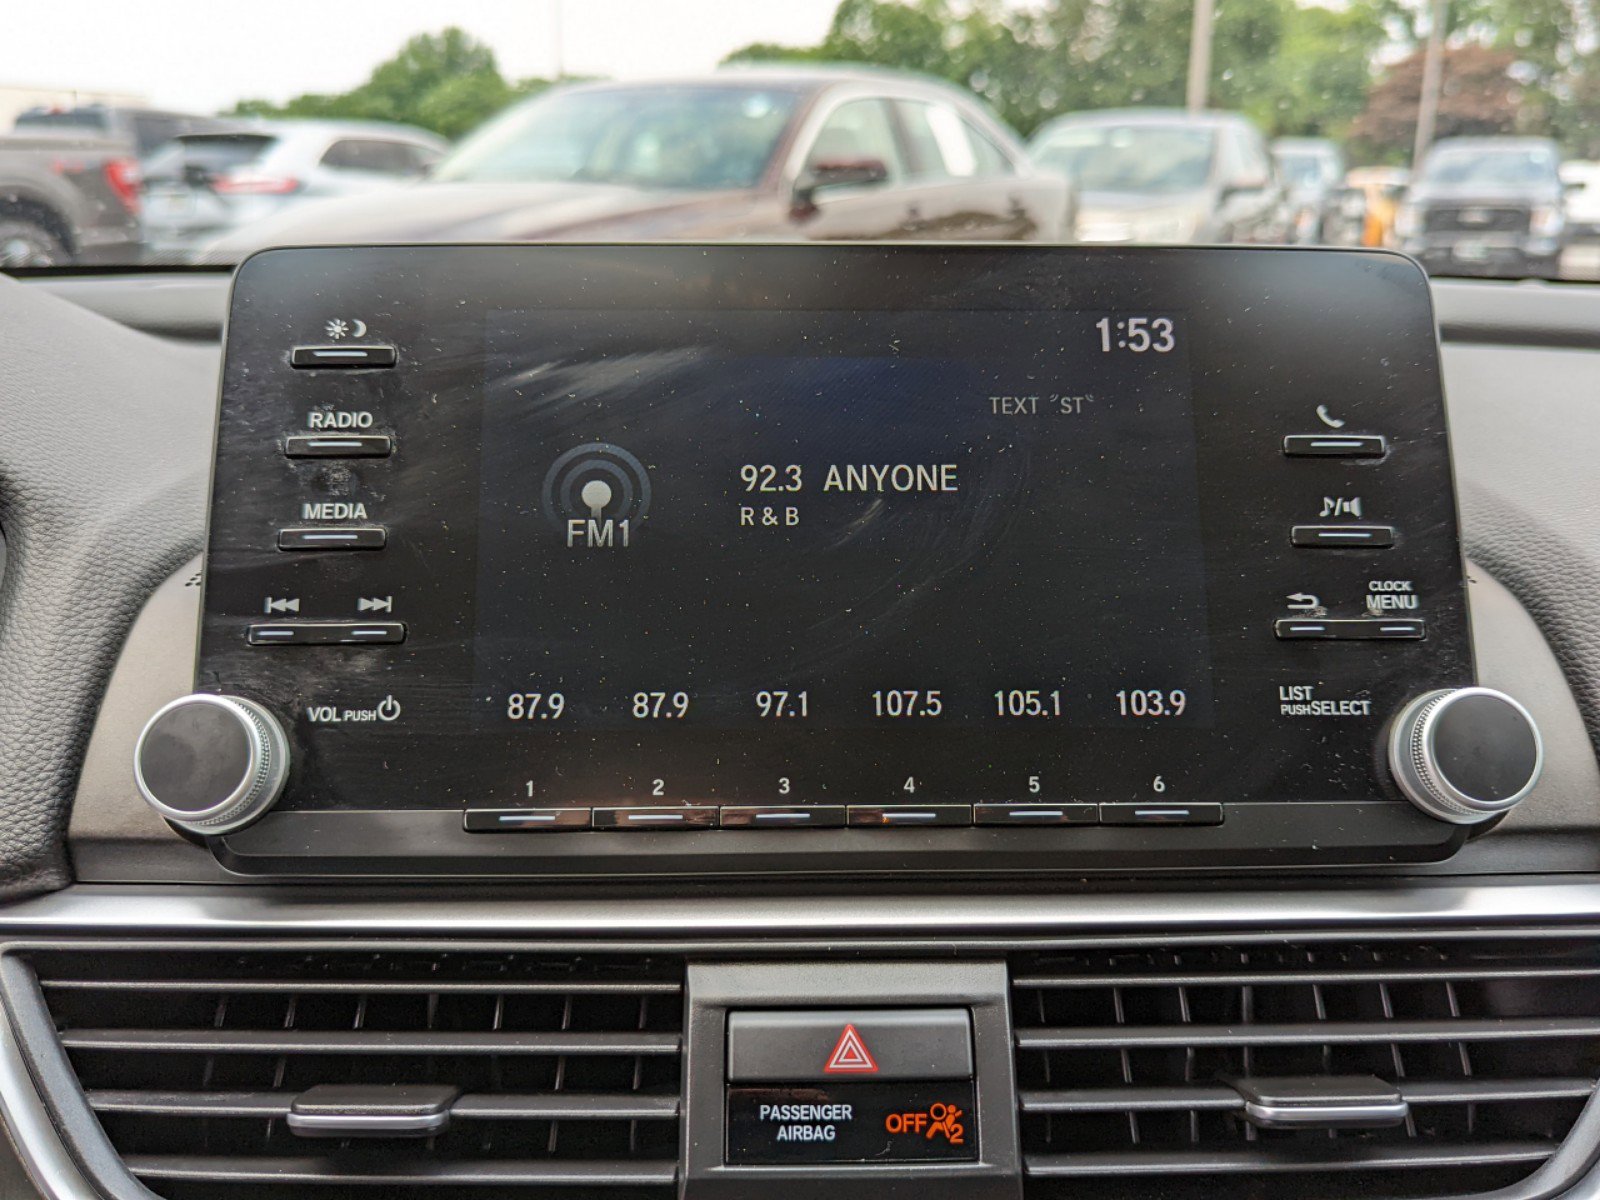 1:53
TEXT "ST"
RADIO
92.3 ANYONE
R & B
FM1
MEDIA
CLOCK
MENU
VOL PUSH
87.9 87.9 97.1 107.5 105.1 103.9
LIST
PUSH SELECT
1 2 3 4 5 6
PASSENGER
AIRBAG
OFF 2